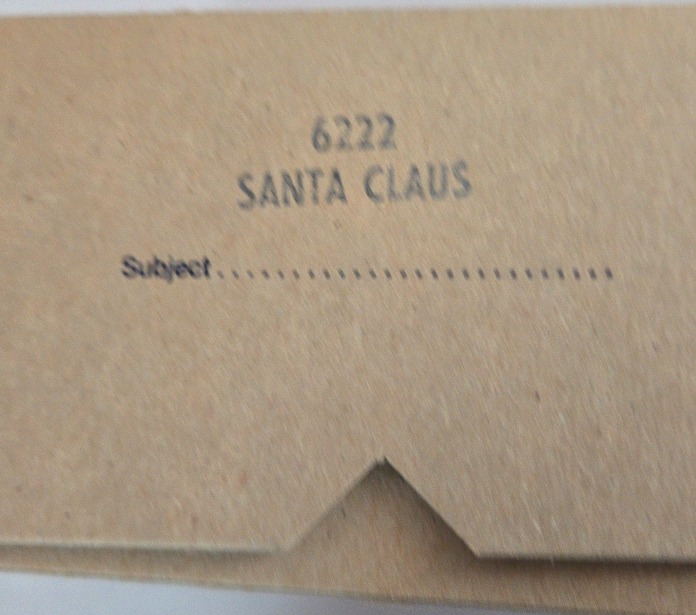 6222
SANTA CLAUS
Subject............................